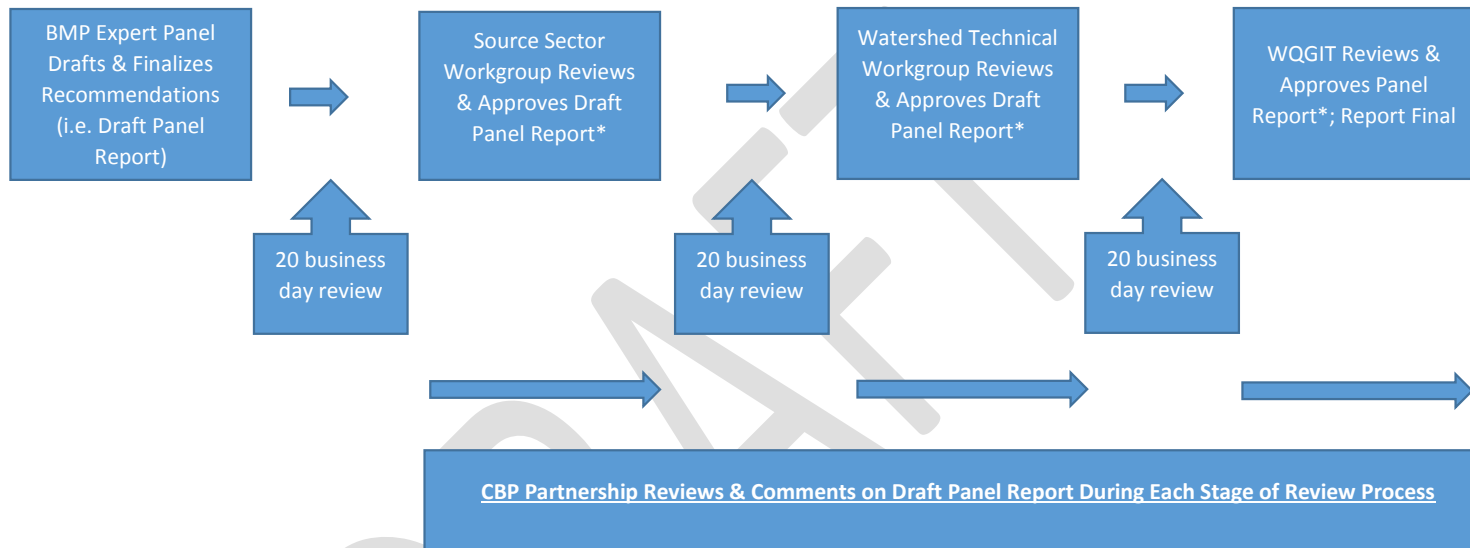 BMP Expert Panel
Drafts & Finalizes
Recommendations
(i.e. Draft Panel
Report)
Source Sector
Workgroup Reviews
& Approves Draft
Panel Report*
Watershed Technical
Workgroup Reviews
& Approves Draft
Panel Report*
WQGIT Reviews &
Approves Panel
Report*; Report Final
20 business
day review
20 business
day review
20 business
day review
CBP Partnership Reviews & Comments on Draft Panel Report During Each Stage of Review Process
DRAFT